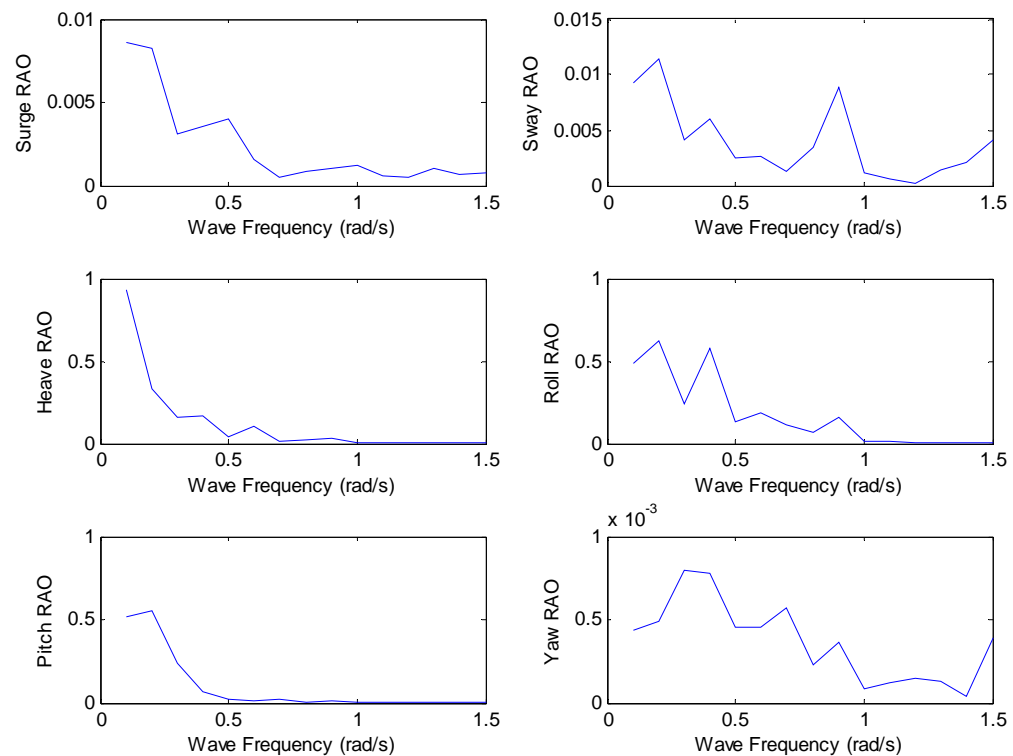 0.01
0.005
0
Surge RAO
0 0.5 1 1.5
Wave Frequency (rad/s)
0.015
0.01
0.005
0
Sway RAO
0 0.5 1 1.5
Wave Frequency (rad/s)
1
0.5
0
Heave RAO
0 0.5 1 1.5
Wave Frequency (rad/s)
1
0.5
0
Roll RAO
0 0.5 1 1.5
Wave Frequency (rad/s)
1
0.5
0
Pitch RAO
0 0.5 1 1.5
Wave Frequency (rad/s)
x 10^-3
1
0.5
0
Yaw RAO
0 0.5 1 1.5
Wave Frequency (rad/s)